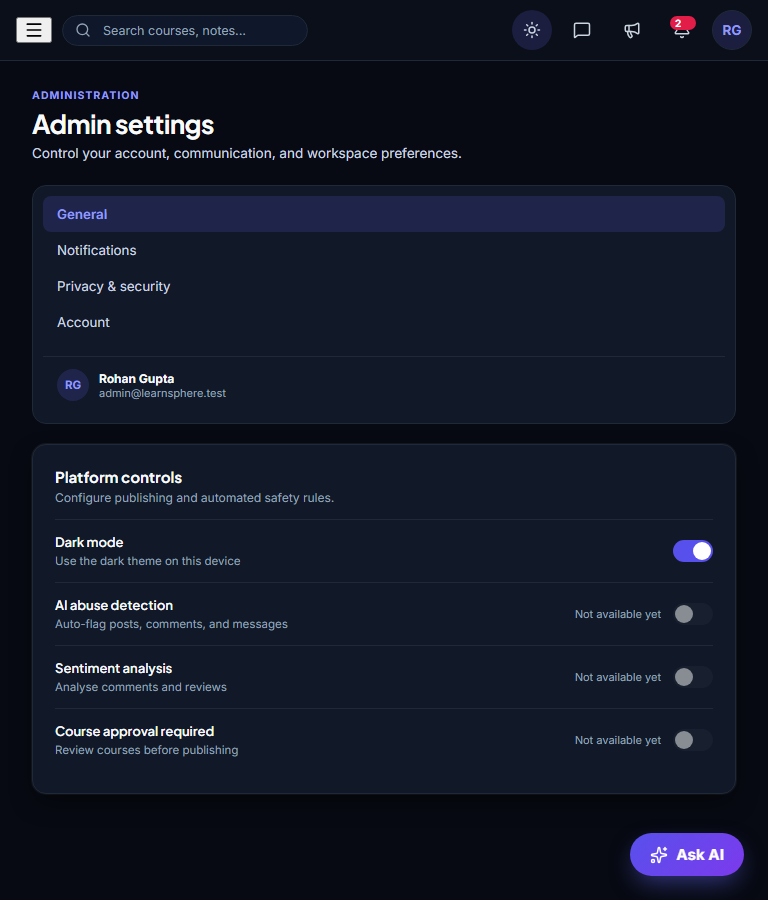 Search courses, notes...
2
RG
ADMINISTRATION
Admin settings
Control your account, communication, and workspace preferences.
General
Notifications
Privacy & security
Account
RG
Rohan Gupta
admin@learnsphere.test
Platform controls
Configure publishing and automated safety rules.
Dark mode
Use the dark theme on this device
AI abuse detection
Auto-flag posts, comments, and messages
Not available yet
Sentiment analysis
Analyse comments and reviews
Not available yet
Course approval required
Review courses before publishing
Not available yet
Ask AI